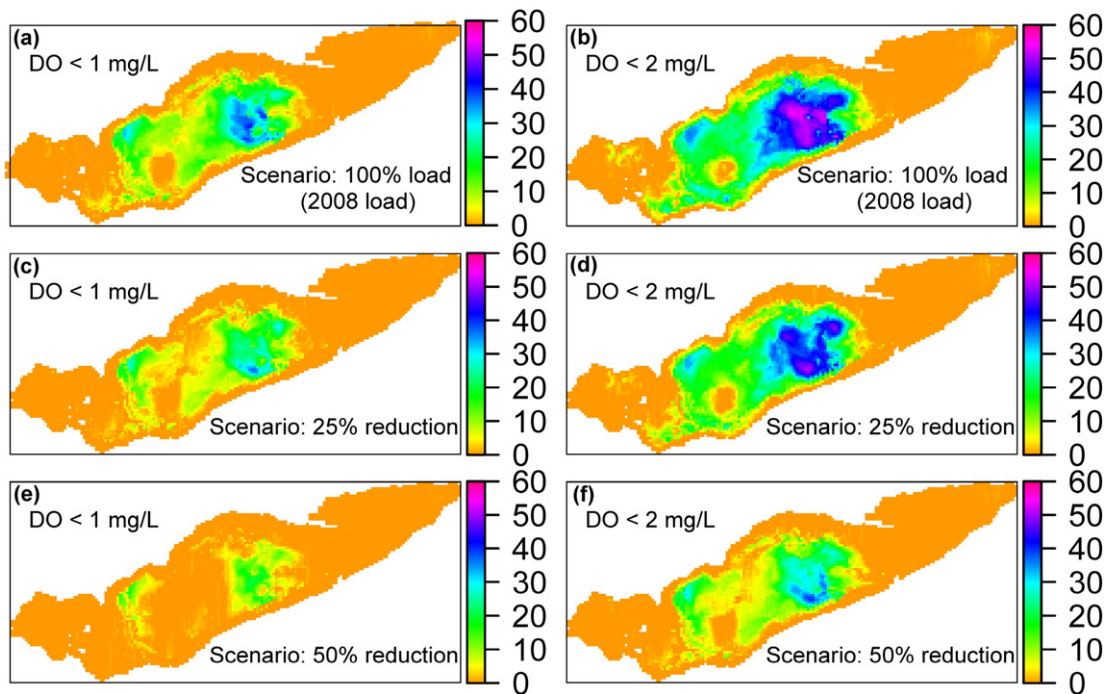 (a)
DO < 1 mg/L
Scenario: 100% load
(2008 load)
60
50
40
30
20
10
0
(b)
DO < 2 mg/L
Scenario: 100% load
(2008 load)
60
50
40
30
20
10
0
(c)
DO < 1 mg/L
Scenario: 25% reduction
60
50
40
30
20
10
0
(d)
DO < 2 mg/L
Scenario: 25% reduction
60
50
40
30
20
10
0
(e)
DO < 1 mg/L
Scenario: 50% reduction
60
50
40
30
20
10
0
(f)
DO < 2 mg/L
Scenario: 50% reduction
60
50
40
30
20
10
0